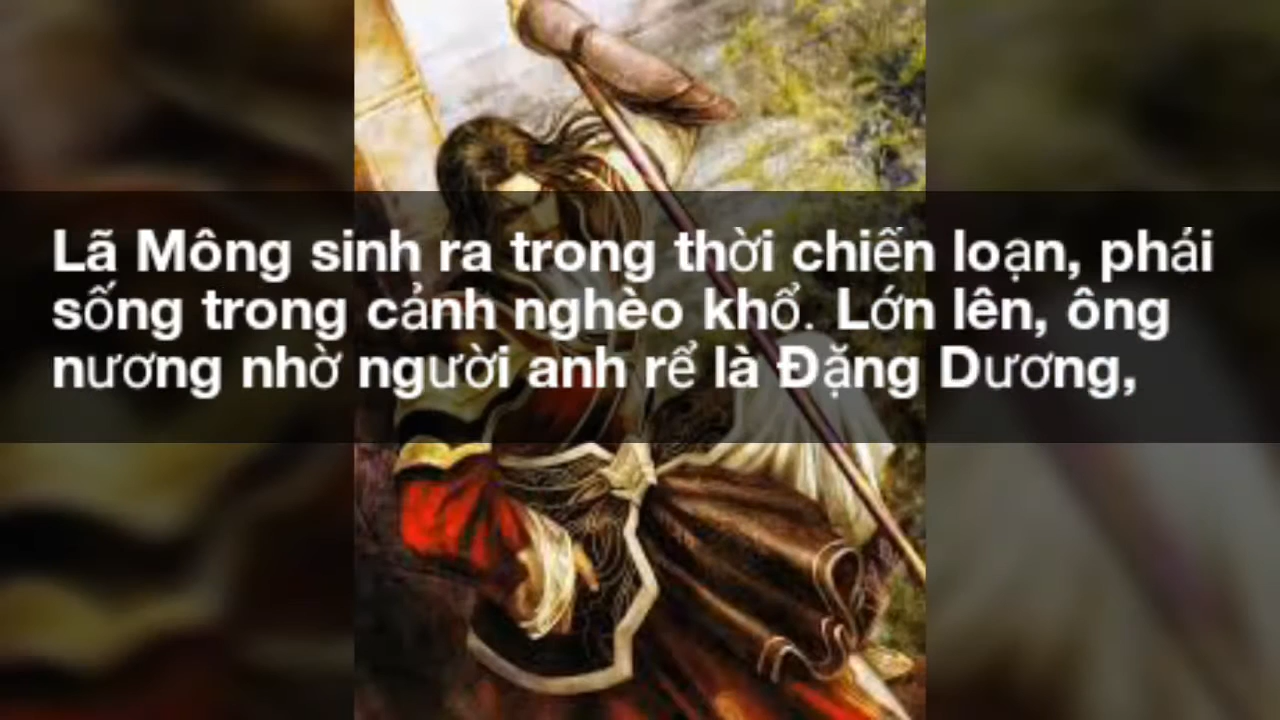 Lã Mông sinh ra trong thời chiến loạn, phải
sống trong cảnh nghèo khổ. Lớn lên, ông
nương nhờ người anh rể là Đặng Dương,